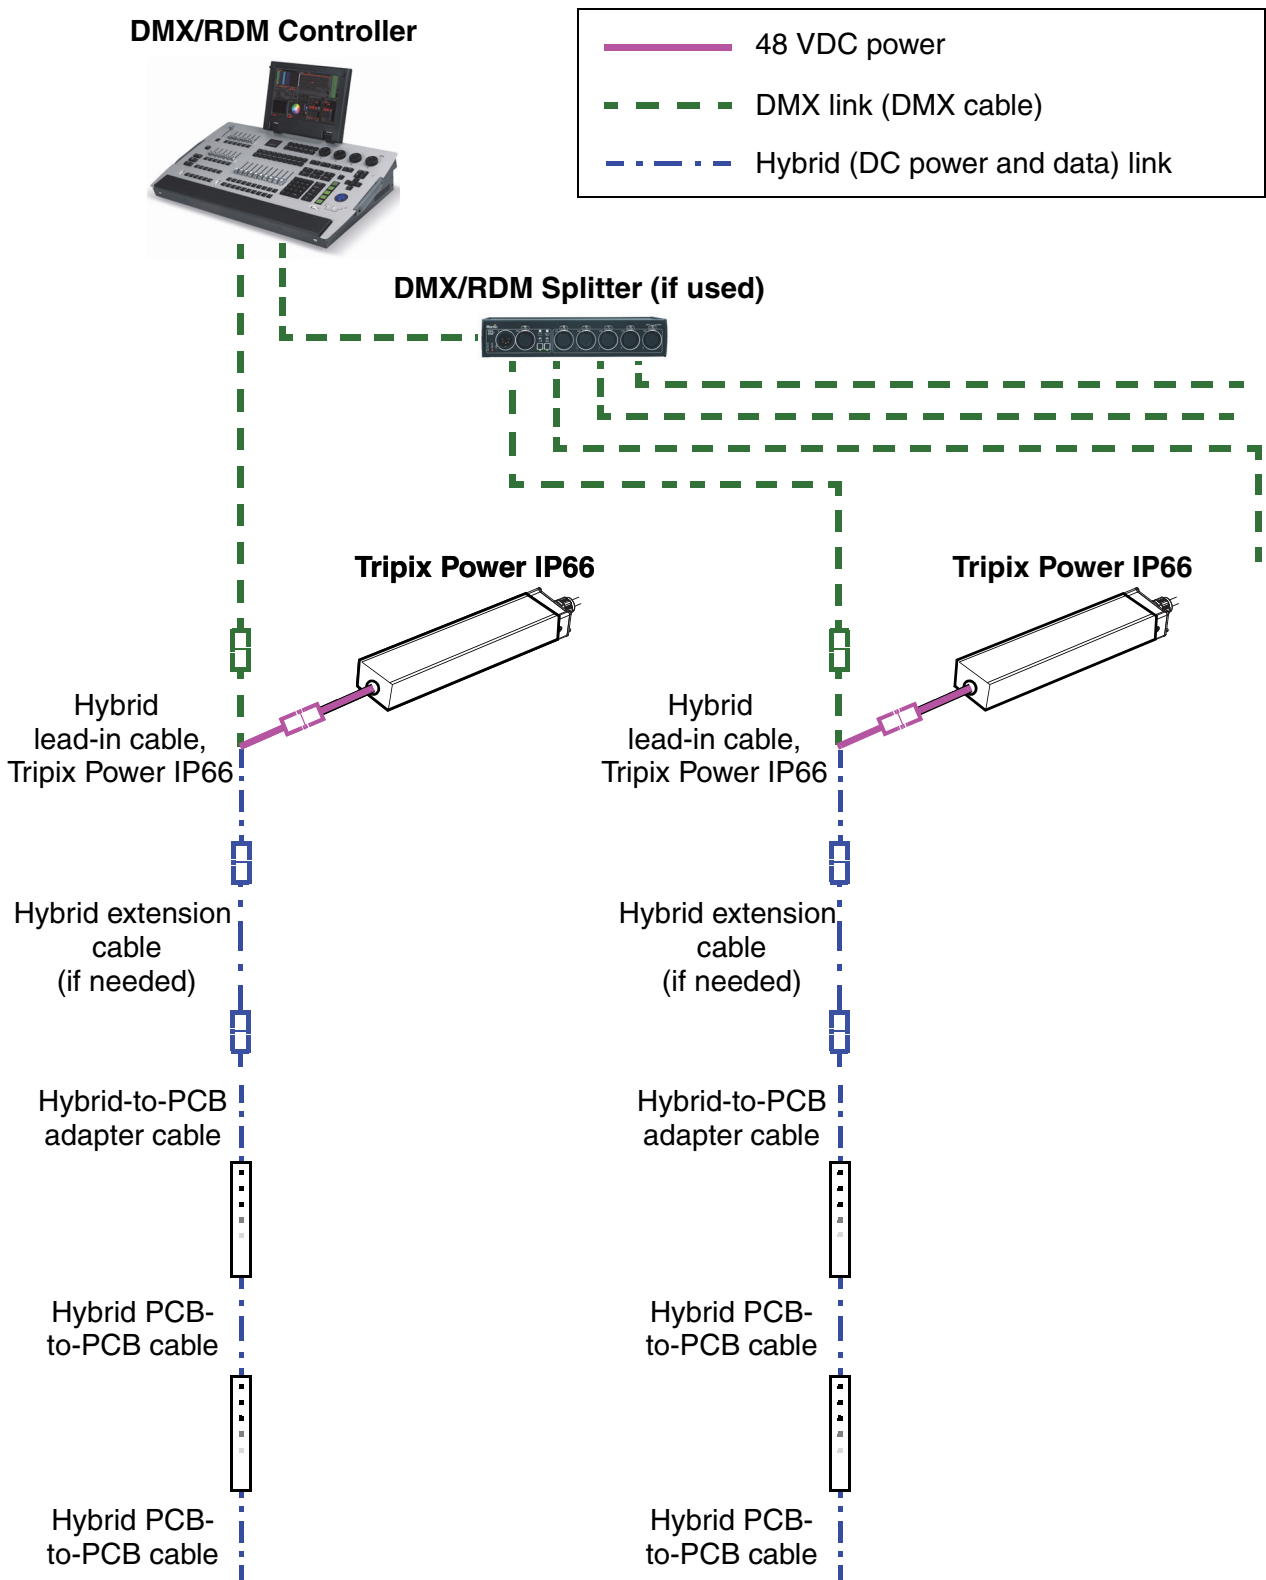 DMX/RDM Controller
48 VDC power
DMX link (DMX cable)
Hybrid (DC power and data) link
DMX/RDM Splitter (if used)
Tripix Power IP66
Tripix Power IP66
Hybrid
lead-in cable,
Tripix Power IP66
Hybrid
lead-in cable,
Tripix Power IP66
Hybrid extension
cable
(if needed)
Hybrid extension
cable
(if needed)
Hybrid-to-PCB
adapter cable
Hybrid-to-PCB
adapter cable
Hybrid PCB-
to-PCB cable
Hybrid PCB-
to-PCB cable
Hybrid PCB-
to-PCB cable
Hybrid PCB-
to-PCB cable